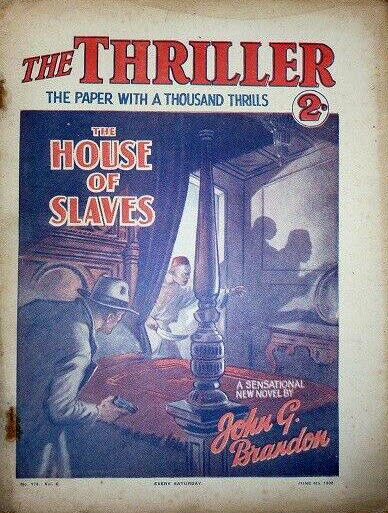 THE THRILLER
THE PAPER WITH A THOUSAND THRILLS
2D.
THE
HOUSE
OF
SLAVES
A SENSATIONAL
NEW NOVEL BY
John G.
Brandon
EVERY SATURDAY.